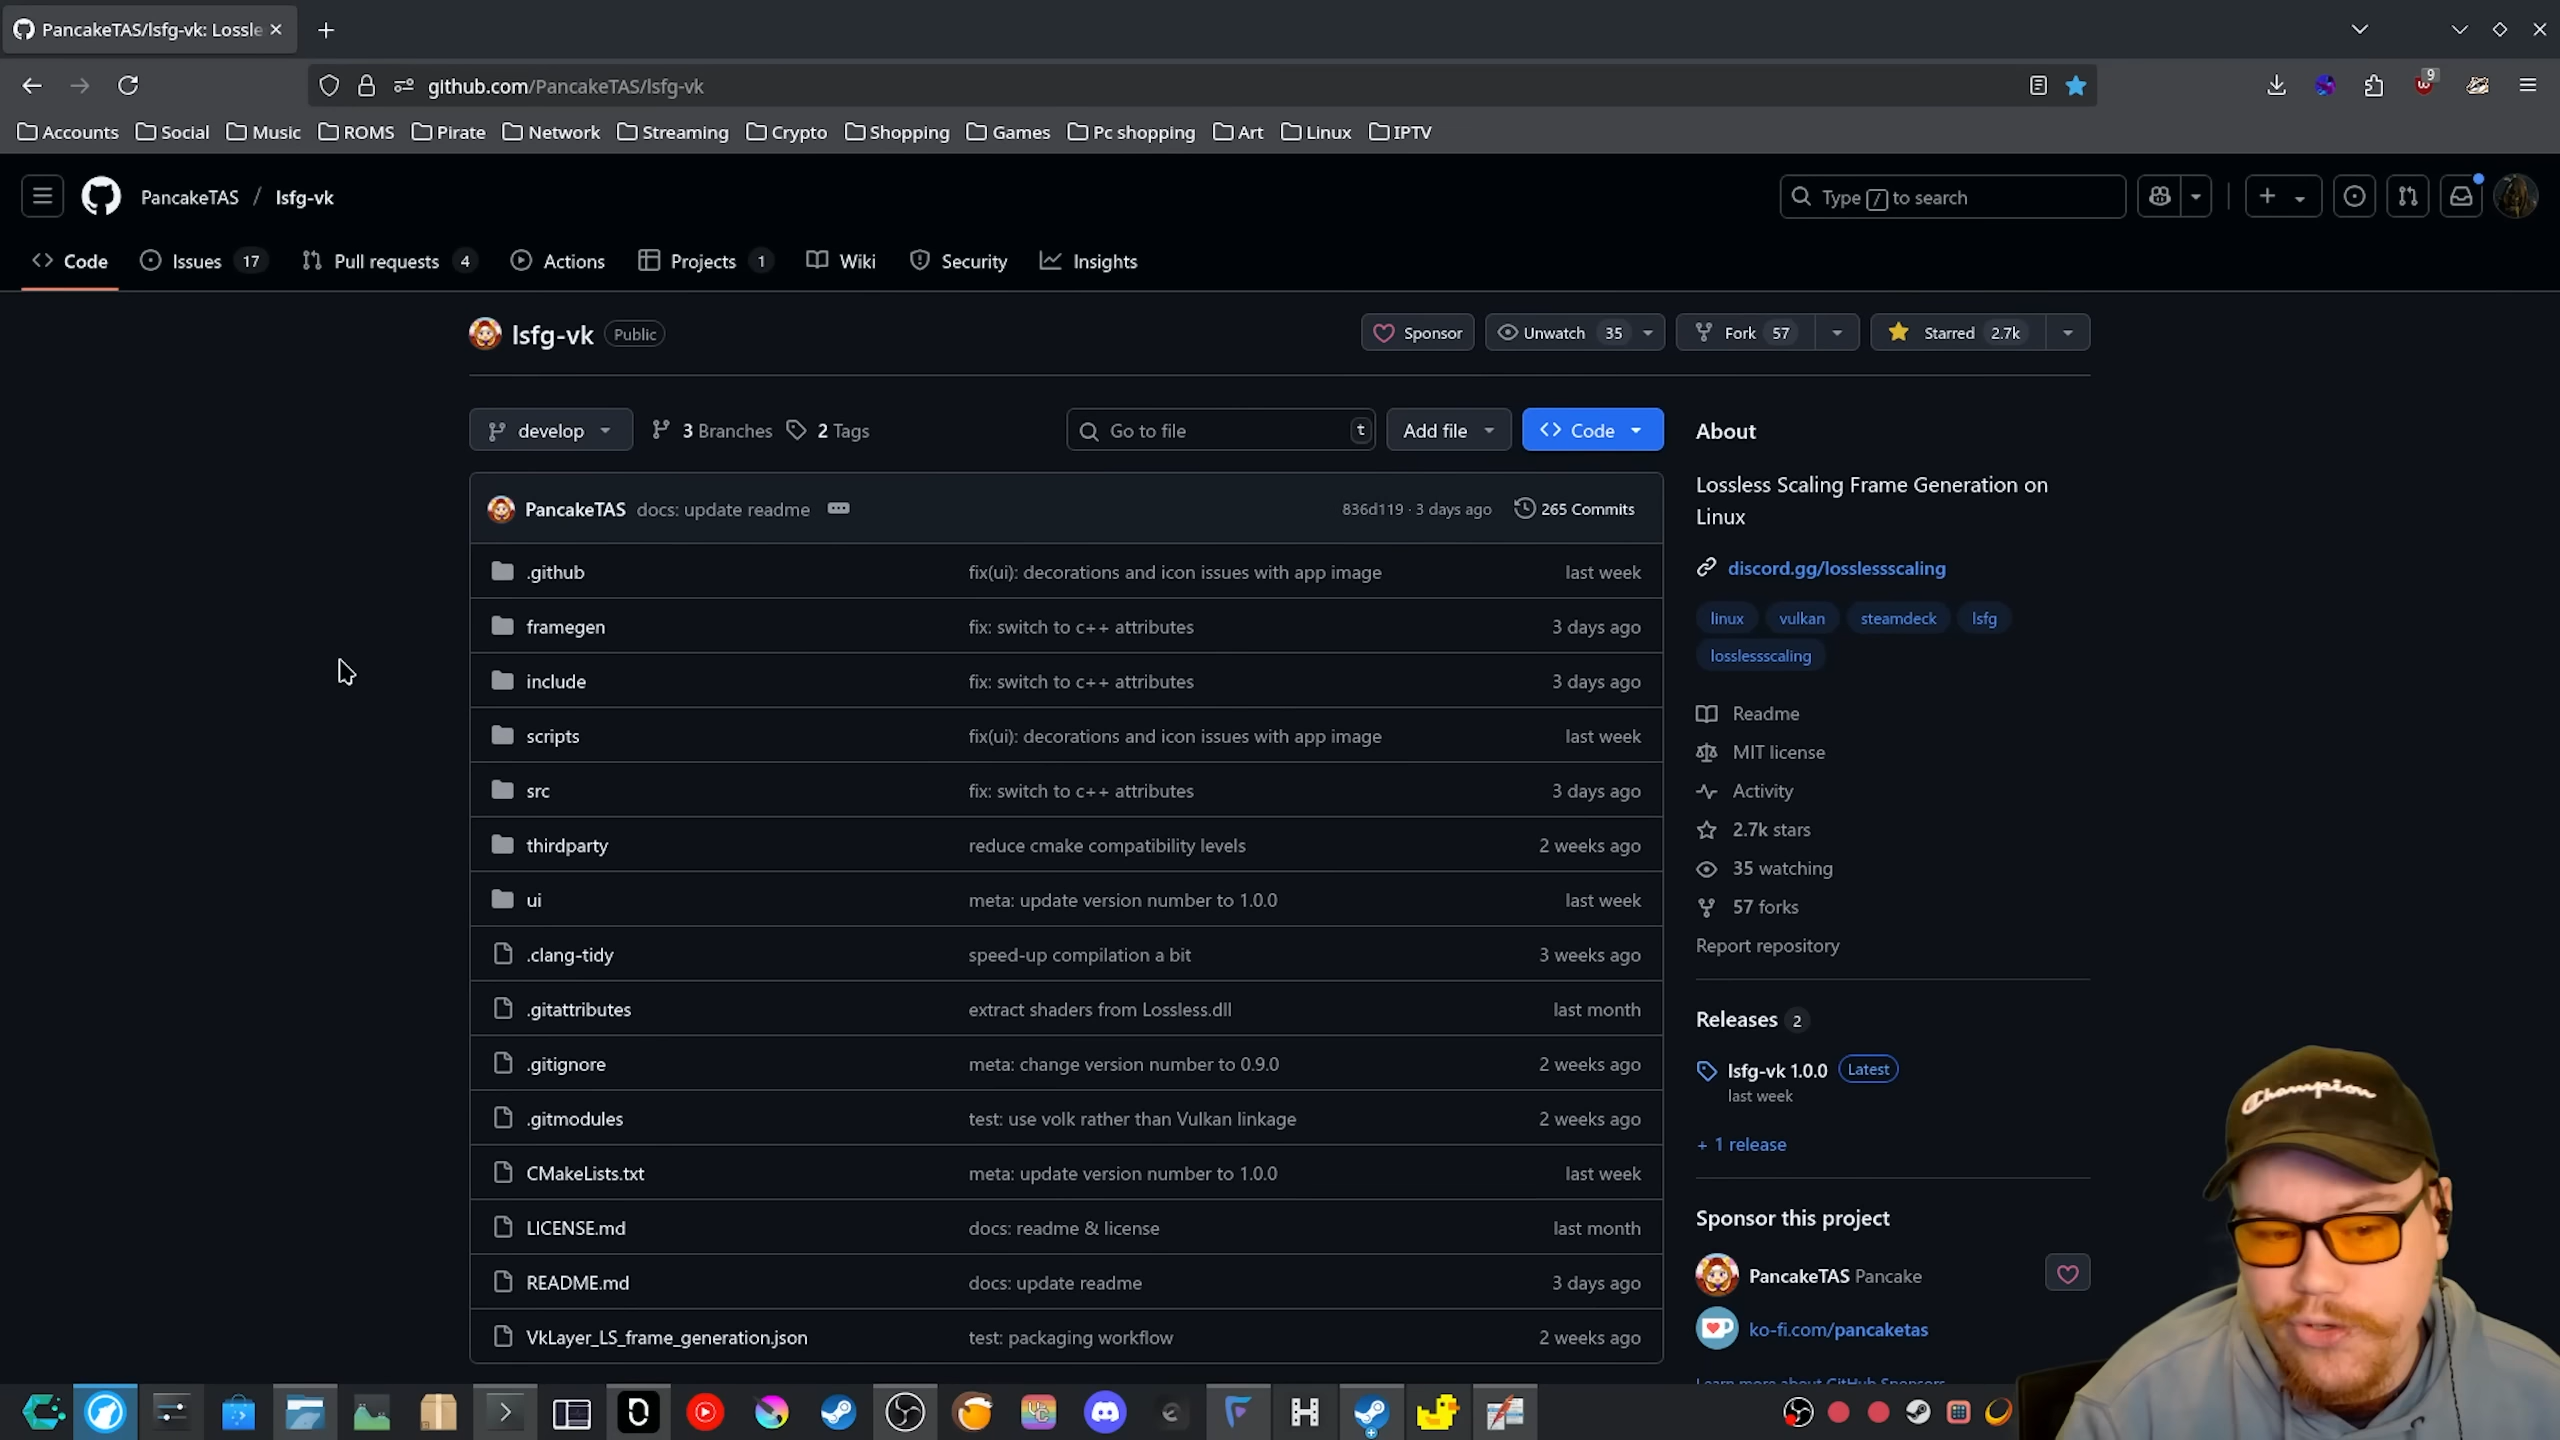 PancakeTAS/lsfg-vk: Lossle
github.com/PancakeTAS/lsfg-vk
9
Accounts Social Music ROMS Pirate Network Streaming Crypto Shopping Games Pc shopping Art Linux IPTV
PancakeTAS / lsfg-vk
Type / to search
Code Issues 17 Pull requests 4 Actions Projects 1 Wiki Security Insights
lsfg-vk Public
Sponsor Unwatch 35 Fork 57 Starred 2.7k
develop 3 Branches 2 Tags
Go to file t Add file Code
PancakeTAS docs: update readme 836d119 · 3 days ago 265 Commits
.github fix(ui): decorations and icon issues with app image last week
framegen fix: switch to c++ attributes 3 days ago
include fix: switch to c++ attributes 3 days ago
scripts fix(ui): decorations and icon issues with app image last week
src fix: switch to c++ attributes 3 days ago
thirdparty reduce cmake compatibility levels 2 weeks ago
ui meta: update version number to 1.0.0 last week
.clang-tidy speed-up compilation a bit 3 weeks ago
.gitattributes extract shaders from Lossless.dll last month
.gitignore meta: change version number to 0.9.0 2 weeks ago
.gitmodules test: use volk rather than Vulkan linkage 2 weeks ago
CMakeLists.txt meta: update version number to 1.0.0 last week
LICENSE.md docs: readme & license last month
README.md docs: update readme 3 days ago
VkLayer_LS_frame_generation.json test: packaging workflow 2 weeks ago
About
Lossless Scaling Frame Generation on
Linux
discord.gg/losslessscaling
linux vulkan steamdeck lsfg
losslessscaling
Readme
MIT license
Activity
2.7k stars
35 watching
57 forks
Report repository
Releases 2
lsfg-vk 1.0.0 Latest
last week
+ 1 release
Sponsor this project
PancakeTAS Pancake
ko-fi.com/pancaketas
Learn more about GitHub Sponsors
Champion